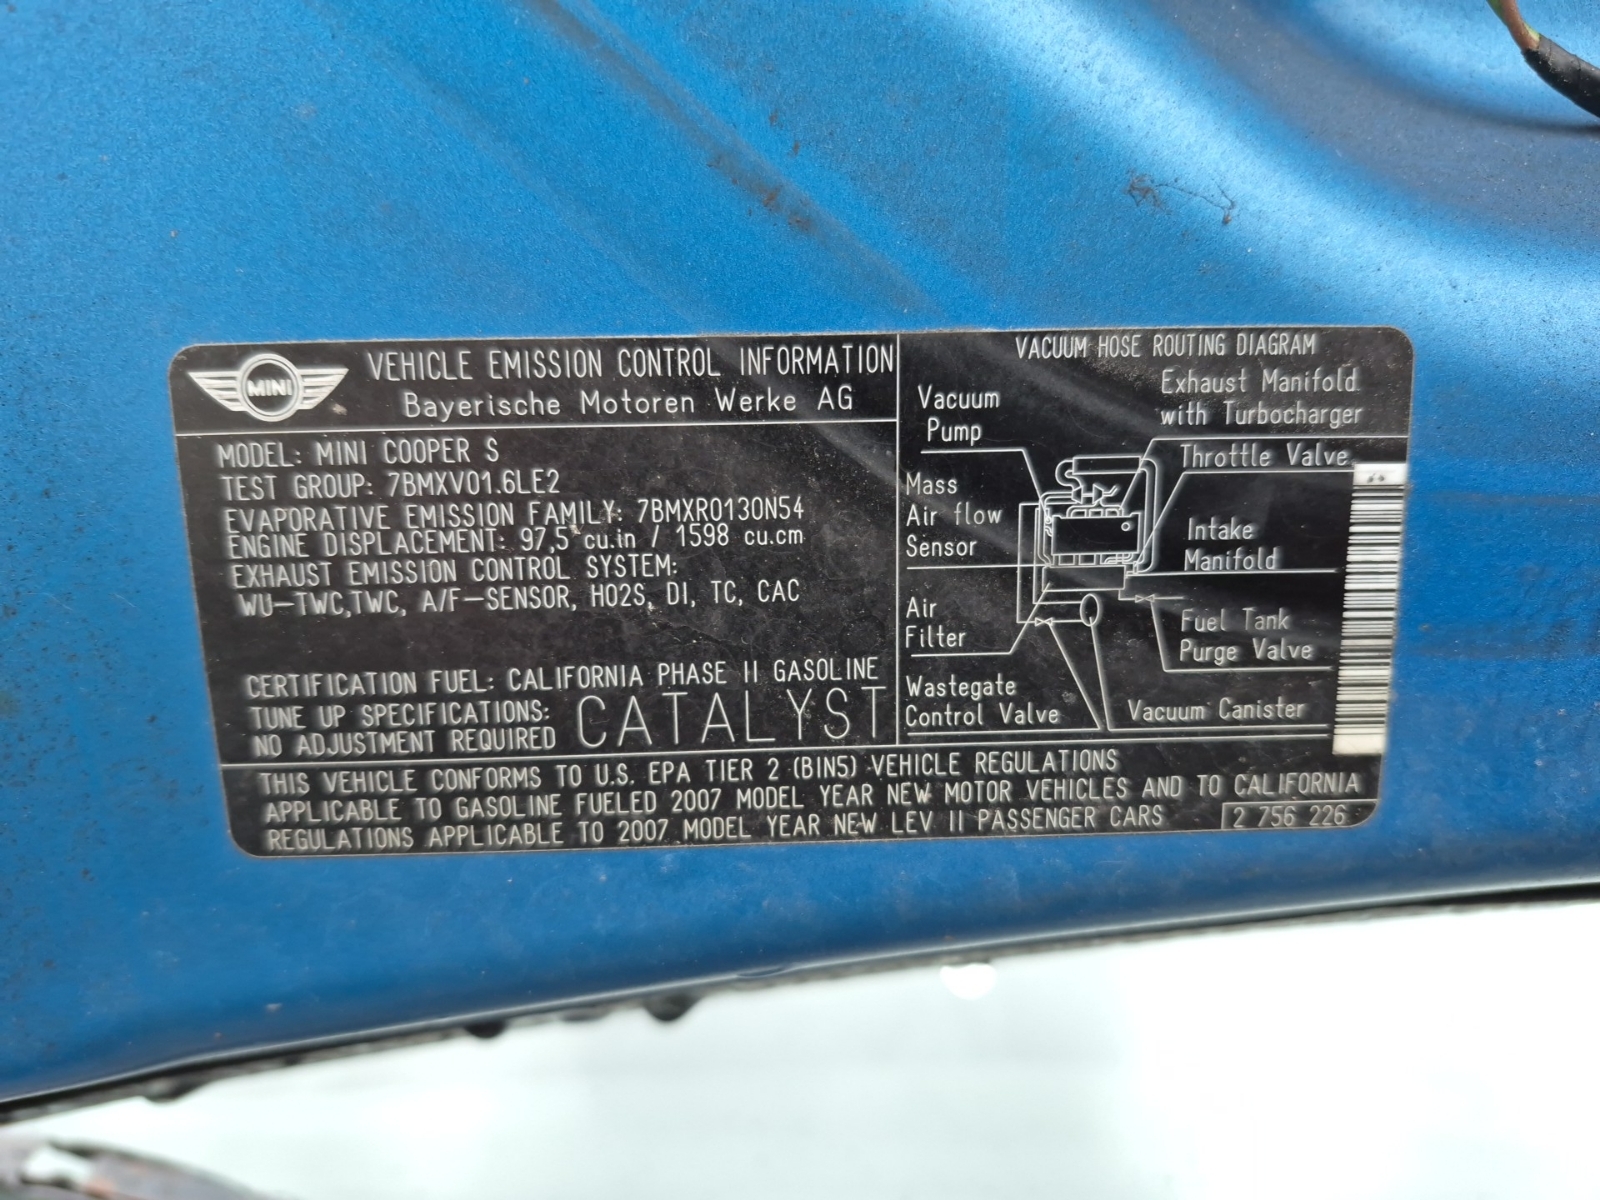 MINI
VEHICLE EMISSION CONTROL INFORMATION
Bayerische Motoren Werke AG
MODEL: MINI COOPER S
TEST GROUP: 7BMXV01.6LE2
EVAPORATIVE EMISSION FAMILY: 7BMXR0130N54
ENGINE DISPLACEMENT: 97,5 cu.in / 1598 cu.cm
EXHAUST EMISSION CONTROL SYSTEM:
WU-TWC,TWC, A/F-SENSOR, HO2S, DI, TC, CAC
CERTIFICATION FUEL: CALIFORNIA PHASE II GASOLINE
TUNE UP SPECIFICATIONS:
NO ADJUSTMENT REQUIRED
CATALYST
VACUUM HOSE ROUTING DIAGRAM
Vacuum
Pump
Exhaust Manifold
with Turbocharger
Throttle Valve
Mass
Air flow
Sensor
Intake
Manifold
Air
Filter
Fuel Tank
Purge Valve
Wastegate
Control Valve
Vacuum Canister
THIS VEHICLE CONFORMS TO U.S. EPA TIER 2 (BIN5) VEHICLE REGULATIONS
APPLICABLE TO GASOLINE FUELED 2007 MODEL YEAR NEW MOTOR VEHICLES AND TO CALIFORNIA
REGULATIONS APPLICABLE TO 2007 MODEL YEAR NEW LEV II PASSENGER CARS
2 756 226